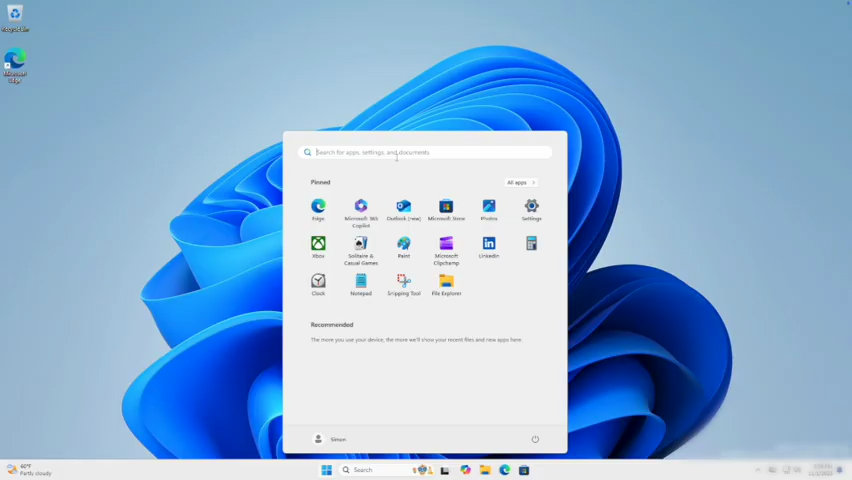 Recycle Bin
Microsoft
Edge
Search for apps, settings, and documents
Pinned
All apps
Edge
Microsoft 365
Copilot
Outlook (new)
Microsoft Store
Photos
Settings
Xbox
Solitaire &
Casual Games
Paint
Microsoft
Clipchamp
LinkedIn
Clock
Notepad
Snipping Tool
File Explorer
Recommended
The more you use your device, the more we'll show your recent files and new apps here.
Simon
Partly cloudy
Search